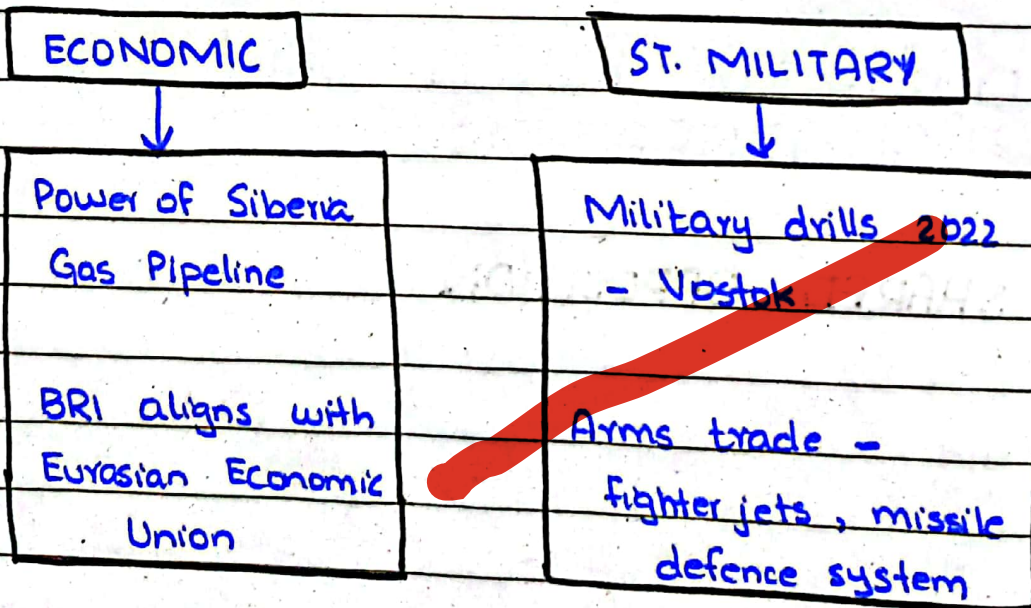 ECONOMIC
Power of Siberia
Gas Pipeline
BRI aligns with
Eurasian Economic
Union
ST. MILITARY
Military drills 2022
- Vostok
Arms trade -
fighter jets, missile
defence system